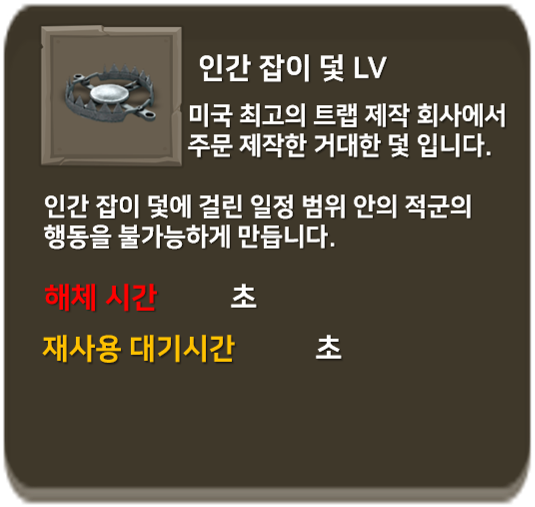 인간 잡이 덫 LV
미국 최고의 트랩 제작 회사에서
주문 제작한 거대한 덫 입니다.
인간 잡이 덫에 걸린 일정 범위 안의 적군의
행동을 불가능하게 만듭니다.
해체 시간 초
재사용 대기시간 초